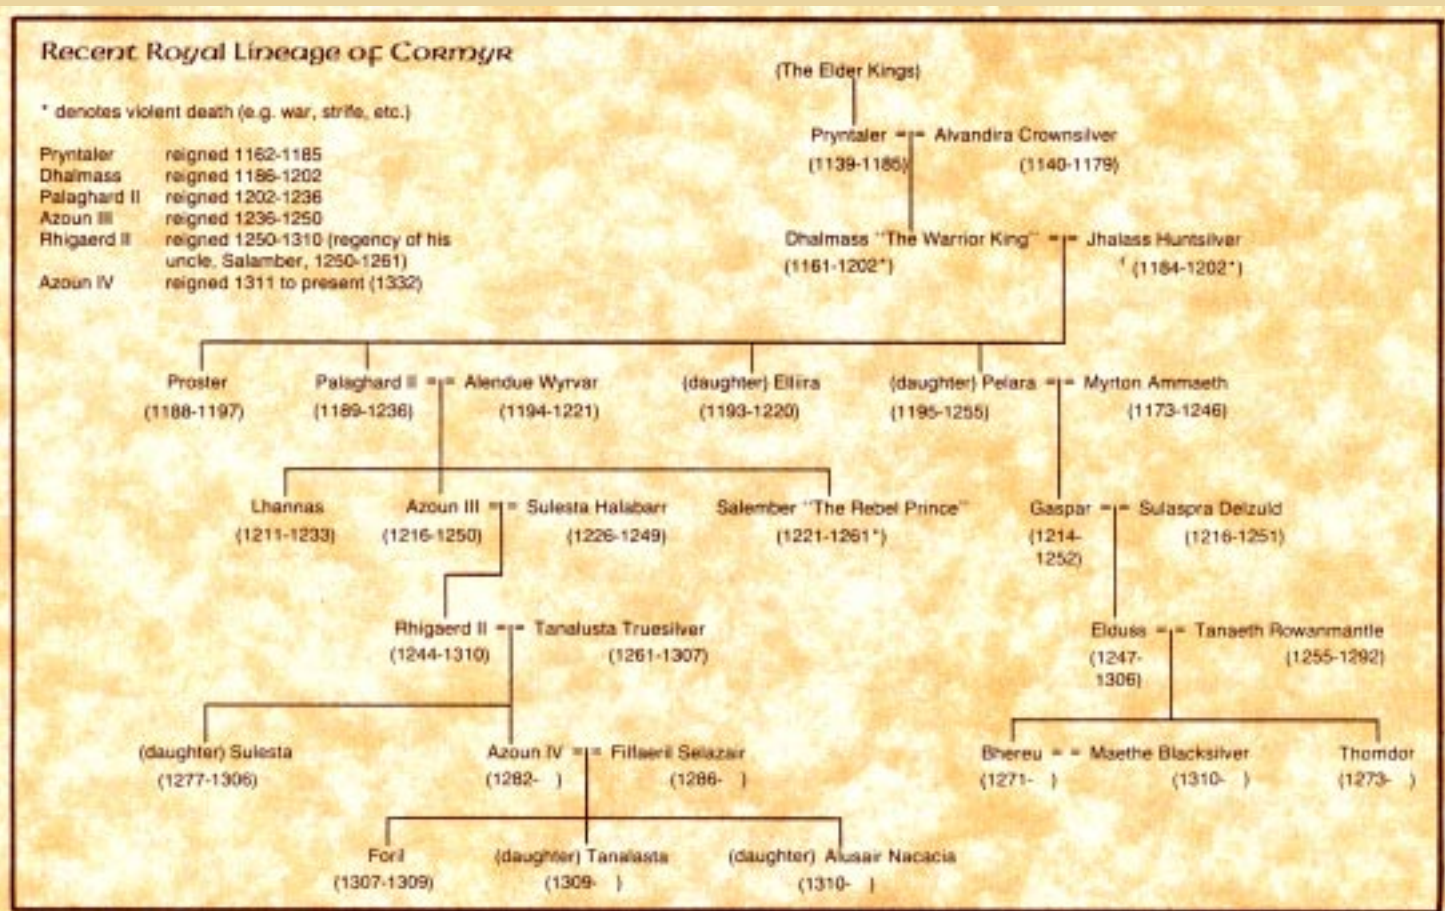 Recent Royal Lineage of Cormyr
* denotes violent death (e.g. war, strife, etc.)
Pryntaler reigned 1162-1185
Dhalmass reigned 1186-1202
Palaghard II reigned 1202-1236
Azoun III reigned 1236-1250
Rhigaerd II reigned 1250-1310 (regency of his
uncle, Salamber, 1250-1261)
Azoun IV reigned 1311 to present (1332)
(The Elder Kings)
Pryntaler == Alvandira Crownsilver
(1139-1185) (1140-1179)
Dhalmass "The Warrior King" == Jhalass Huntsilver
(1161-1202*) (1184-1202*)
Proster Palaghard II == Alendue Wyrvar (daughter) Elliira (daughter) Pelara == Myrton Ammaeth
(1188-1197) (1189-1236) (1194-1221) (1193-1220) (1195-1255) (1173-1246)
Lhannas Azoun III == Sulesta Halabarr Salember "The Rebel Prince" Gaspar == Sulaspra Delzuld
(1211-1233) (1216-1250) (1226-1249) (1221-1261*) (1214- (1216-1251)
1252)
Rhigaerd II == Tanalusta Truesilver Elduss == Tanaeth Rowanmantle
(1244-1310) (1261-1307) (1247- (1255-1292)
1306)
(daughter) Sulesta Azoun IV == Filfaeril Selazair Bhereu == Maethe Blacksilver Thomdor
(1277-1306) (1282- ) (1286- ) (1271- ) (1310- ) (1273- )
Foril (daughter) Tanalasta (daughter) Alusair Nacacia
(1307-1309) (1309- ) (1310- )